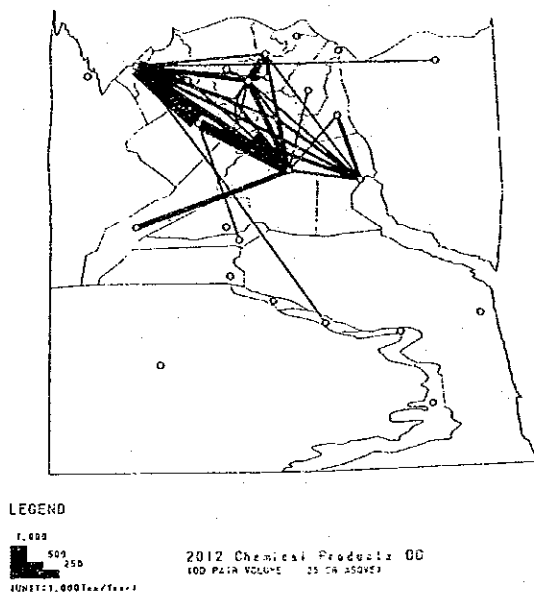 LEGEND
1,000
500
250
(UNIT:1,000Ton/Year)
2012 Chemical Products OD
(OD PAIR VOLUME 25 OR ABOVE)